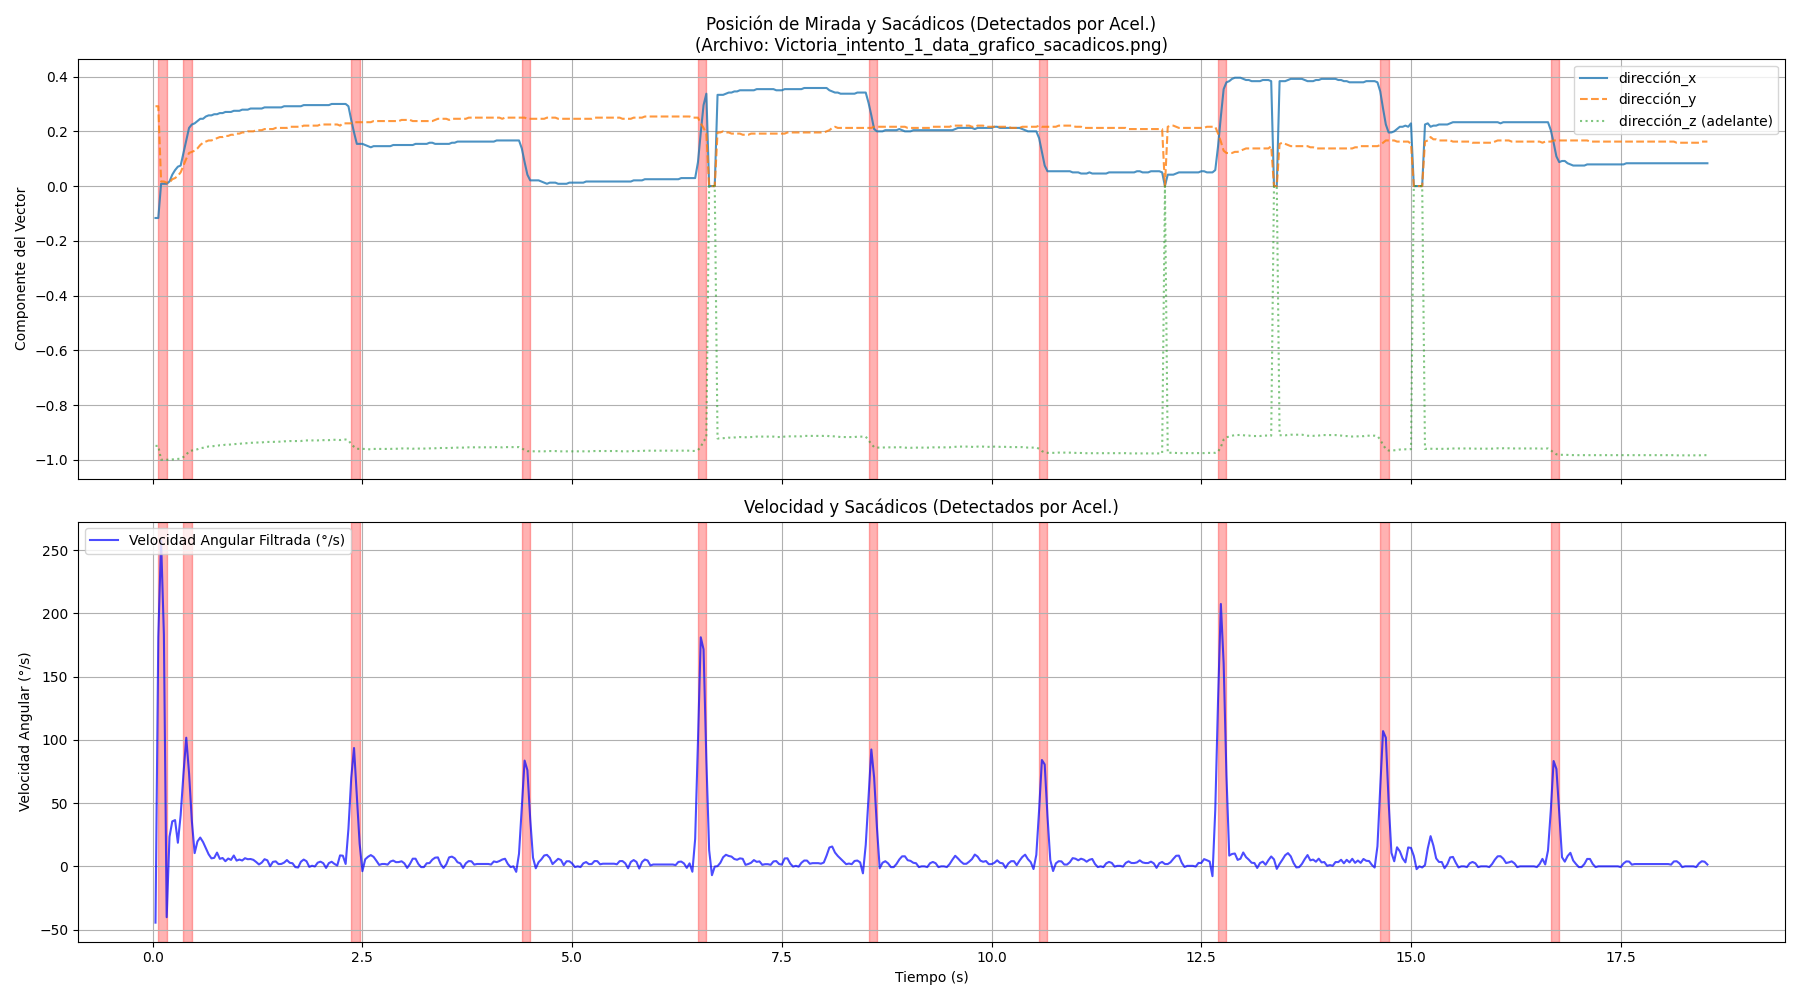 Posición de Mirada y Sacádicos (Detectados por Acel.)
(Archivo: Victoria_intento_1_data_grafico_sacadicos.png)
Componente del Vector
0.4
0.2
0.0
−0.2
−0.4
−0.6
−0.8
−1.0
dirección_x
dirección_y
dirección_z (adelante)
Velocidad y Sacádicos (Detectados por Acel.)
Velocidad Angular (°/s)
250
200
150
100
50
0
−50
Velocidad Angular Filtrada (°/s)
0.0 2.5 5.0 7.5 10.0 12.5 15.0 17.5
Tiempo (s)